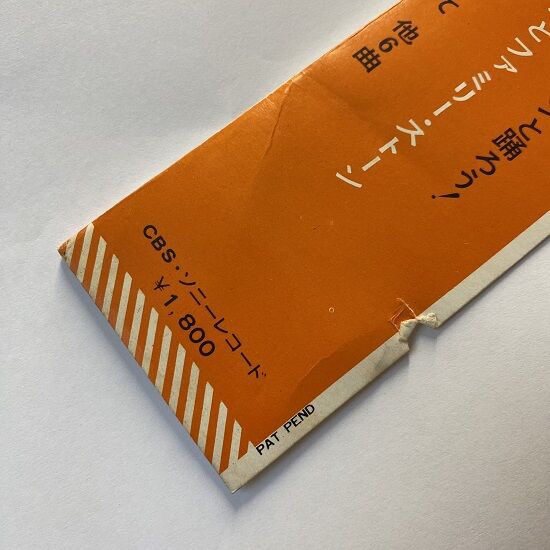 て 他6曲
とファミリー・ストーン
と踊ろう!
CBS・ソニーレコード
¥1,800
PAT. PEND